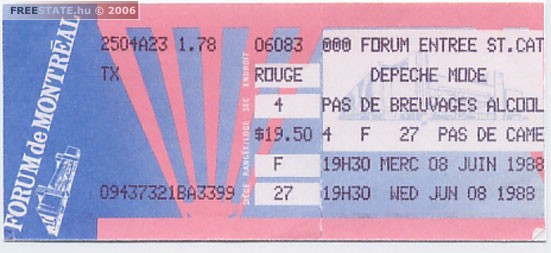 FREESTATE.hu © 2006
FORUM de MONTRÉAL
2504A23 1.78 06083 000 FORUM ENTREE ST.CAT
TX ROUGE DEPECHE MODE
4 PAS DE BREUVAGES ALCOOL
$19.50 4 F 27 PAS DE CAME
F 19H30 MERC 08 JUIN 1988
09437321BA3399 27 19H30 WED JUN 08 1988
SIÈGE RANGÉE/LOGE SEC ENDROIT